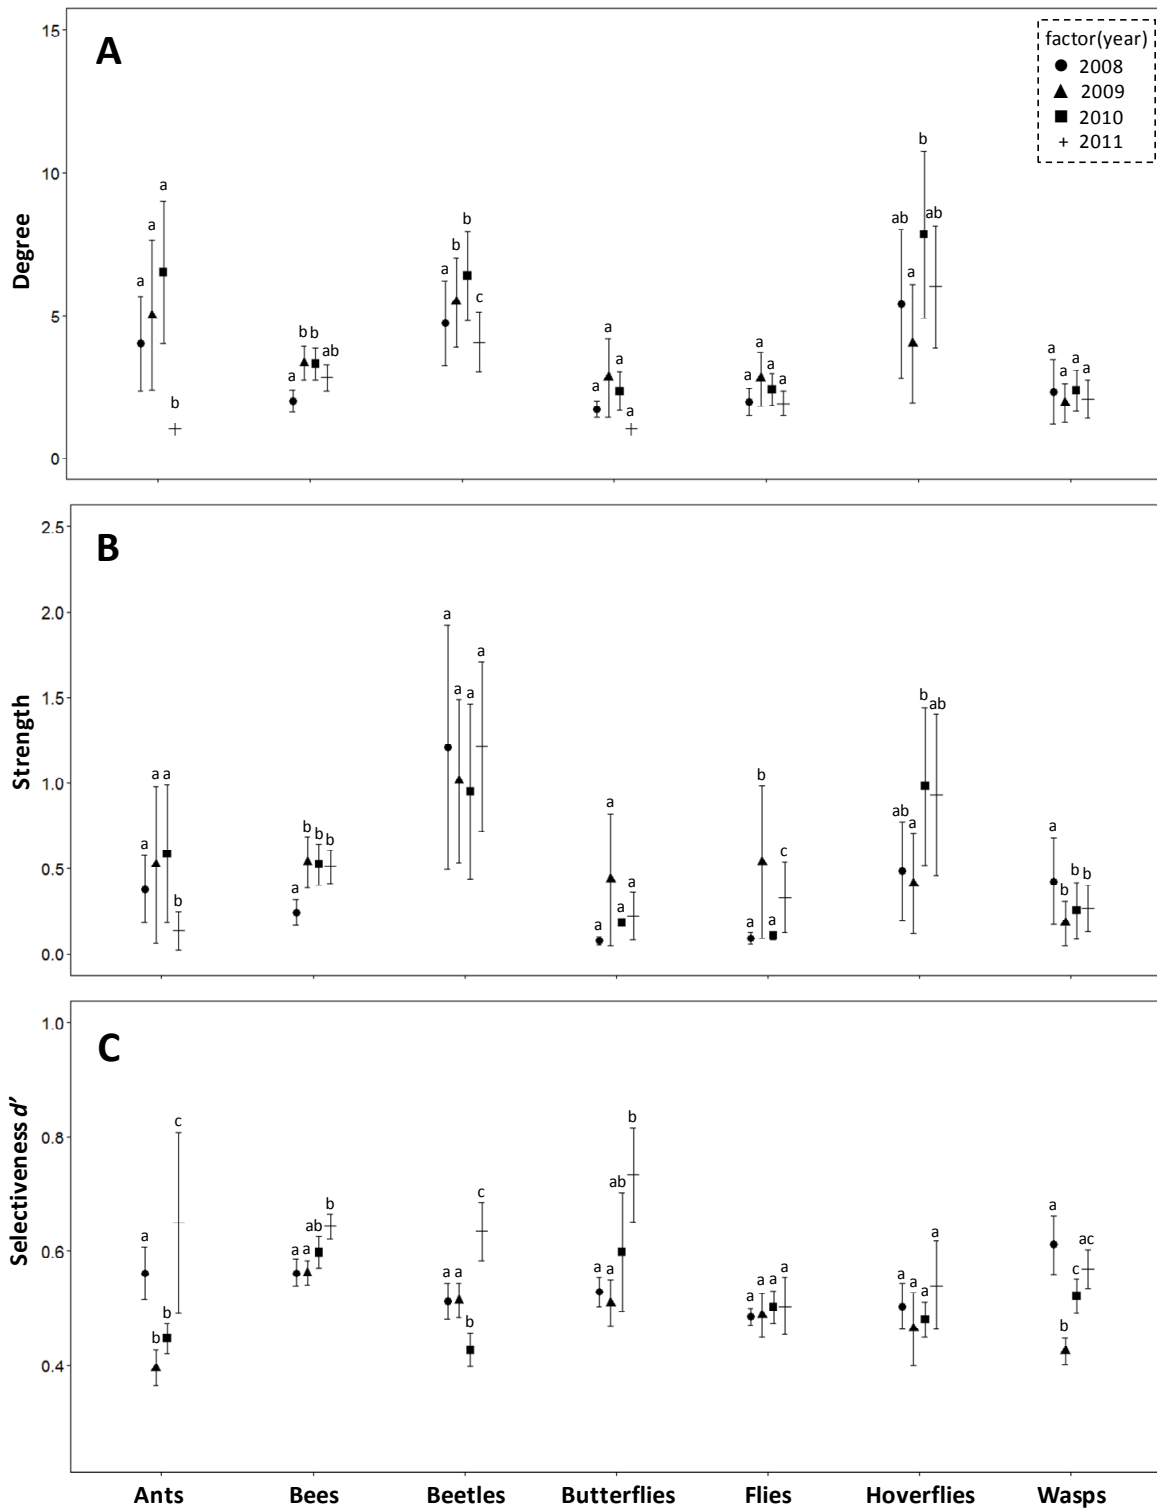 A
factor(year)
2008
2009
2010
2011
15
10
5
0
Degree
a a a b
a b b ab
a b b c
a a a a
a a a a
ab a b ab
a a a a
B
2.5
2.0
1.5
1.0
0.5
0.0
Strength
a a a b
a b b b
a a a a
a a a a
a b a c
ab a b ab
a b b b
C
1.0
0.8
0.6
0.4
Selectiveness d′
a b b c
a a ab b
a a b c
a a ab b
a a a a
a a a a
a b c ac
Ants Bees Beetles Butterflies Flies Hoverflies Wasps